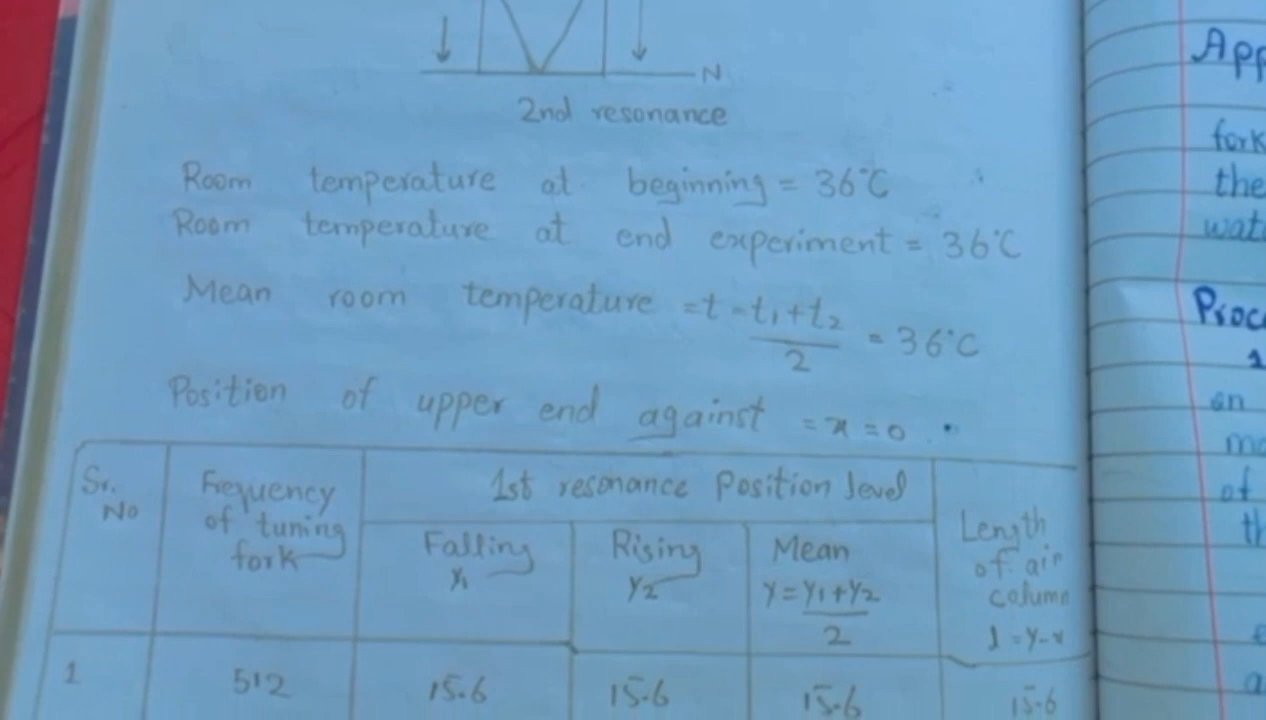 N
2nd resonance
Room temperature at beginning = 36°C
Room temperature at end experiment = 36°C
Mean room temperature = t = t₁+t₂/2 = 36°C
Position of upper end against = x = 0
Sr. No
Frequency of tuning fork
1st resonance Position level
Falling Y₁
Rising Y₂
Mean Y = Y₁+Y₂/2
Length of air column l = Y-x
1 512 15.6 15.6 15.6 15.6
App
fork
the
wat
Proc
1
on
mo
of
th
a